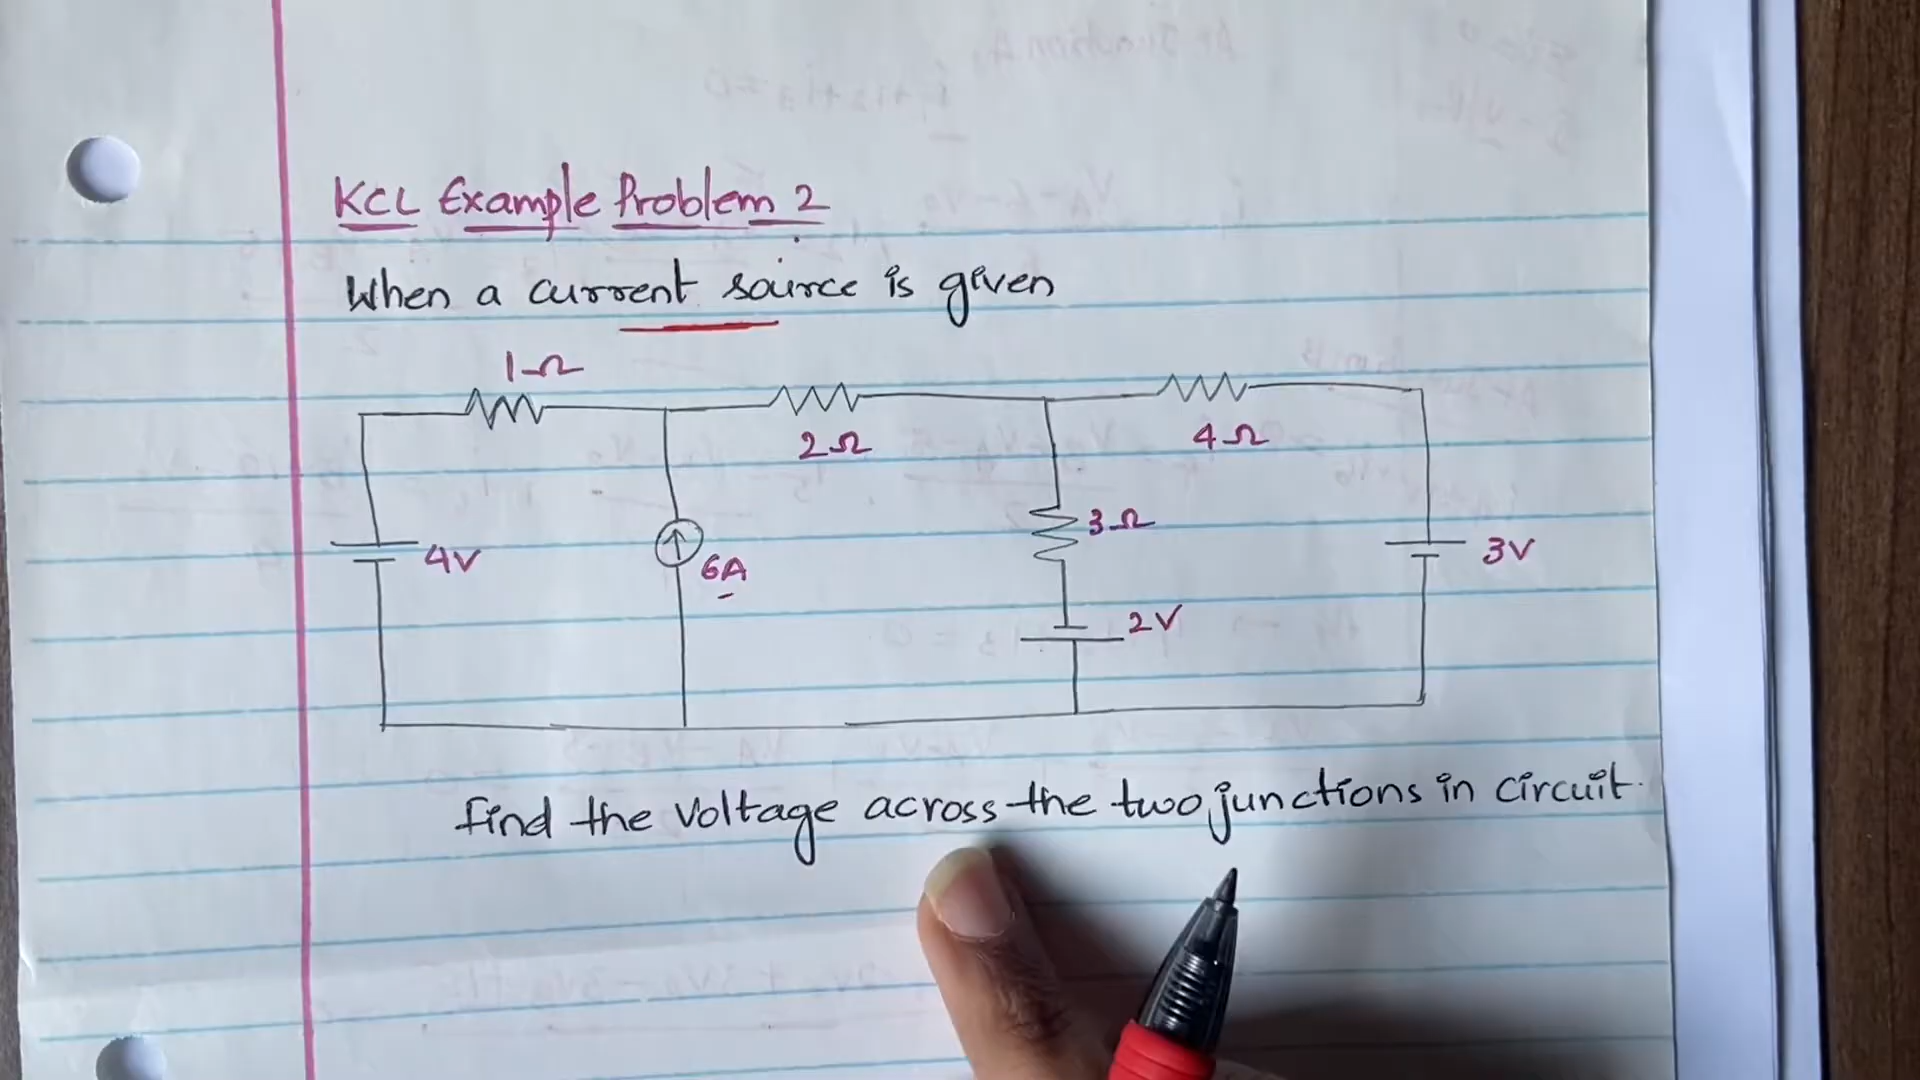 KCL Example Problem 2
When a current source is given
1Ω
2Ω
4Ω
3Ω
4V
6A
3V
2V
find the voltage across the two junctions in circuit.